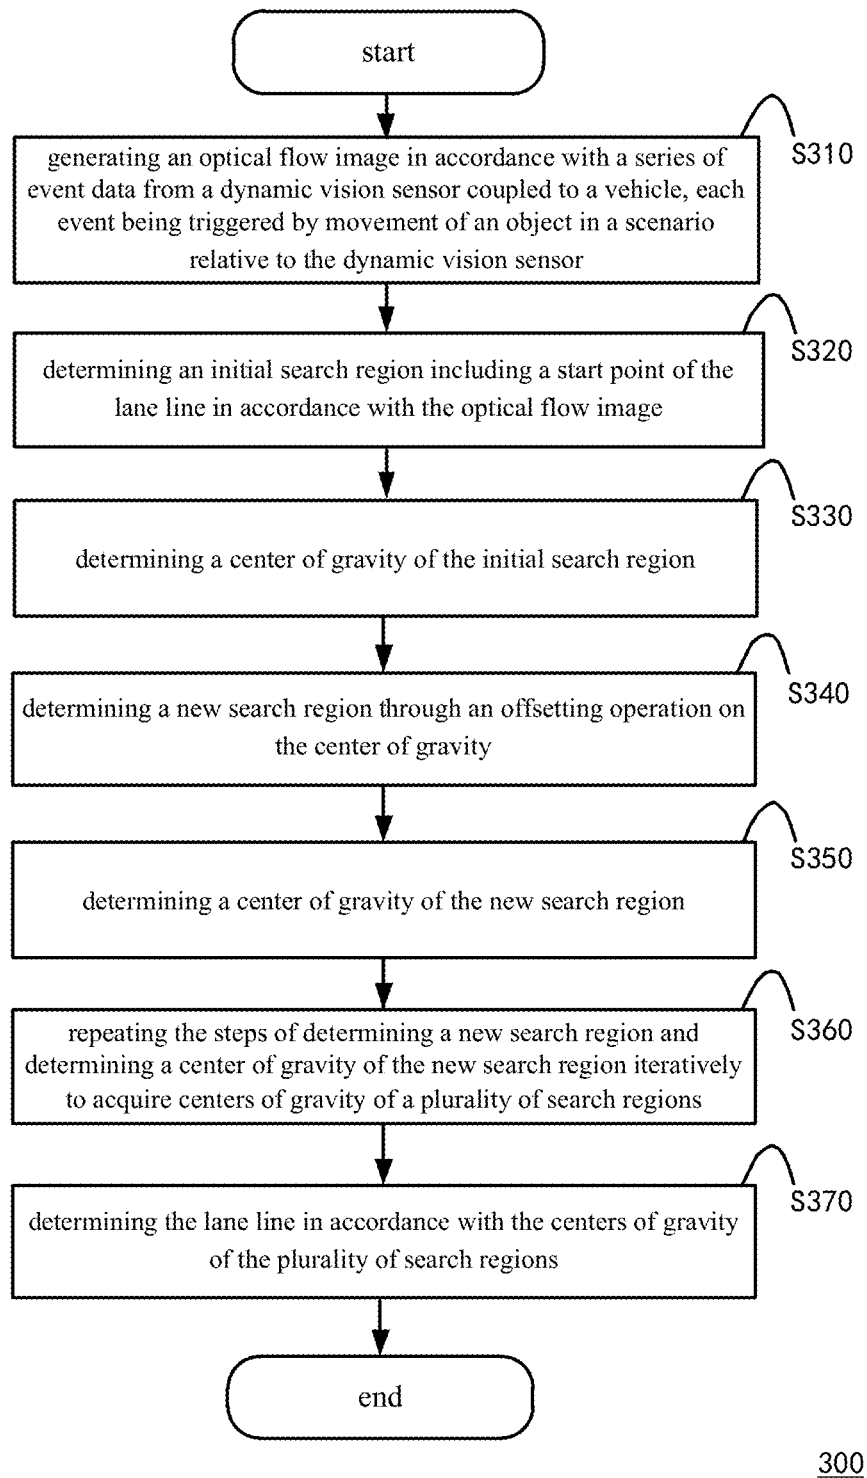 start
S310
generating an optical flow image in accordance with a series of
event data from a dynamic vision sensor coupled to a vehicle, each
event being triggered by movement of an object in a scenario
relative to the dynamic vision sensor
S320
determining an initial search region including a start point of the
lane line in accordance with the optical flow image
S330
determining a center of gravity of the initial search region
S340
determining a new search region through an offsetting operation on
the center of gravity
S350
determining a center of gravity of the new search region
S360
repeating the steps of determining a new search region and
determining a center of gravity of the new search region iteratively
to acquire centers of gravity of a plurality of search regions
S370
determining the lane line in accordance with the centers of gravity
of the plurality of search regions
end
300